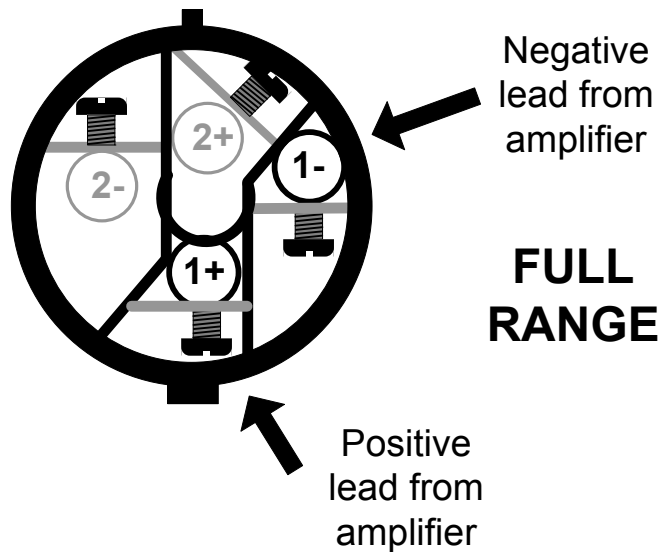 Negative
lead from
amplifier
2+
1-
2-
1+
FULL
RANGE
Positive
lead from
amplifier